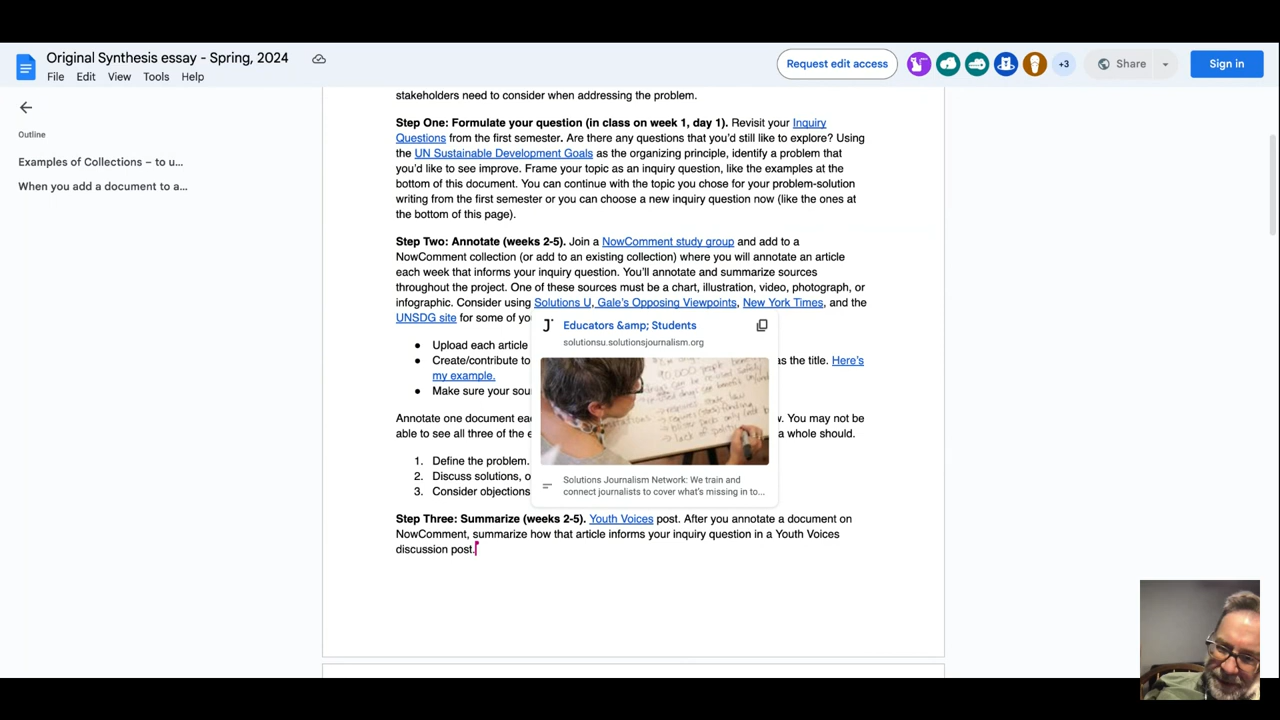 Original Synthesis essay - Spring, 2024
File Edit View Tools Help
Request edit access
+3
Share
Sign in
Outline
Examples of Collections – to u...
When you add a document to a...
stakeholders need to consider when addressing the problem.
Step One: Formulate your question (in class on week 1, day 1). Revisit your Inquiry
Questions from the first semester. Are there any questions that you'd still like to explore? Using
the UN Sustainable Development Goals as the organizing principle, identify a problem that
you'd like to see improve. Frame your topic as an inquiry question, like the examples at the
bottom of this document. You can continue with the topic you chose for your problem-solution
writing from the first semester or you can choose a new inquiry question now (like the ones at
the bottom of this page).
Step Two: Annotate (weeks 2-5). Join a NowComment study group and add to a
NowComment collection (or add to an existing collection) where you will annotate an article
each week that informs your inquiry question. You'll annotate and summarize sources
throughout the project. One of these sources must be a chart, illustration, video, photograph, or
infographic. Consider using Solutions U, Gale's Opposing Viewpoints, New York Times, and the
UNSDG site for some of yo
● Upload each article
● Create/contribute to as the title. Here's
my example.
● Make sure your sou
Annotate one document eac w. You may not be
able to see all three of the e a whole should.
1. Define the problem.
2. Discuss solutions, o
3. Consider objections
Educators &amp; Students
solutionsu.solutionsjournalism.org
Solutions Journalism Network: We train and
connect journalists to cover what's missing in to...
Step Three: Summarize (weeks 2-5). Youth Voices post. After you annotate a document on
NowComment, summarize how that article informs your inquiry question in a Youth Voices
discussion post.